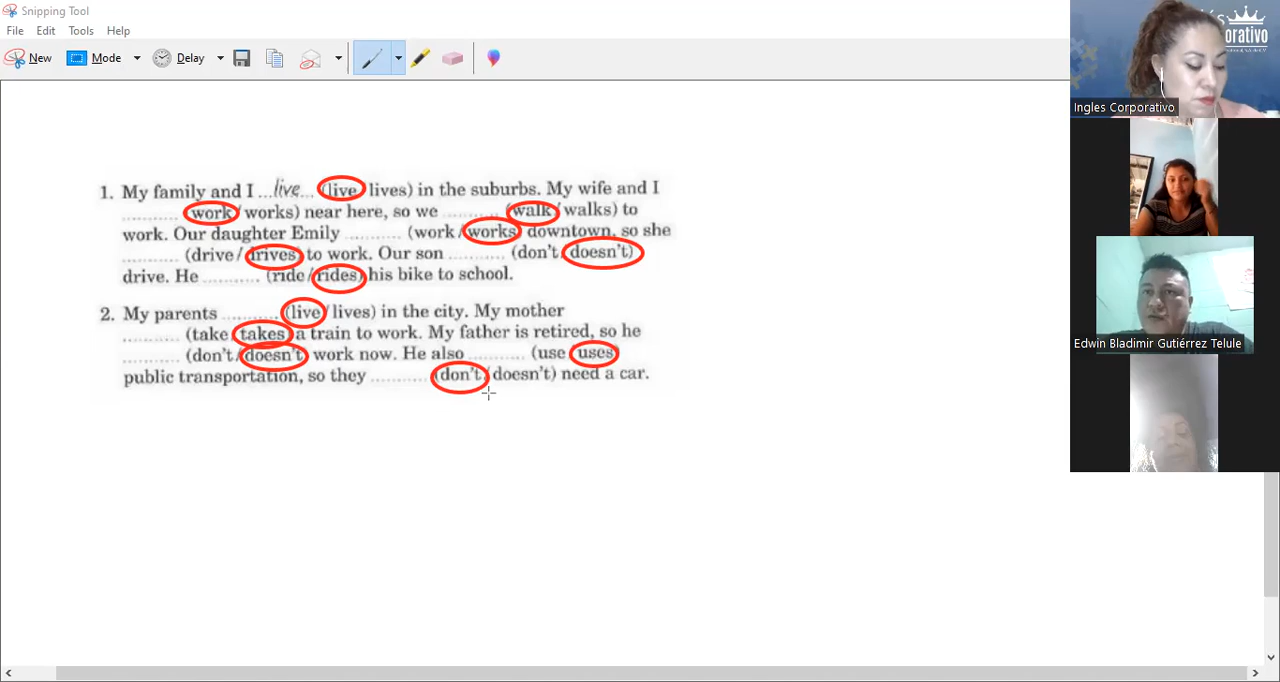 Snipping Tool
File Edit Tools Help
New Mode Delay
1. My family and I ...live... (live lives) in the suburbs. My wife and I
.......... work/works) near here, so we .......... (walk/walks) to
work. Our daughter Emily .......... (work/works) downtown, so she
.......... (drive/drives) to work. Our son .......... (don't doesn't)
drive. He .......... (ride/rides) his bike to school.
2. My parents .......... (live/lives) in the city. My mother
.......... (take takes) a train to work. My father is retired, so he
.......... (don't/doesn't) work now. He also .......... (use uses)
public transportation, so they .......... (don't/doesn't) need a car.
orativo
Ingles Corporativo
Edwin Bladimir Gutiérrez Telule